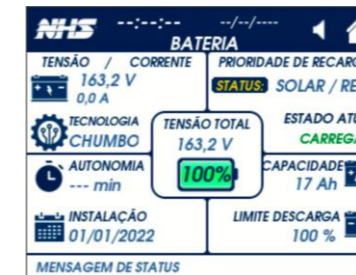 NHS --:--:-- --/--/----
BATERIA
TENSÃO / CORRENTE
163,2 V
0,0 A
PRIORIDADE DE RECARG
STATUS: SOLAR / RE
TECNOLOGIA
CHUMBO
TENSÃO TOTAL
163,2 V
100%
ESTADO ATU
CARREGA
AUTONOMIA
--- min
CAPACIDADE
17 Ah
INSTALAÇÃO
01/01/2022
LIMITE DESCARGA
100 %
MENSAGEM DE STATUS